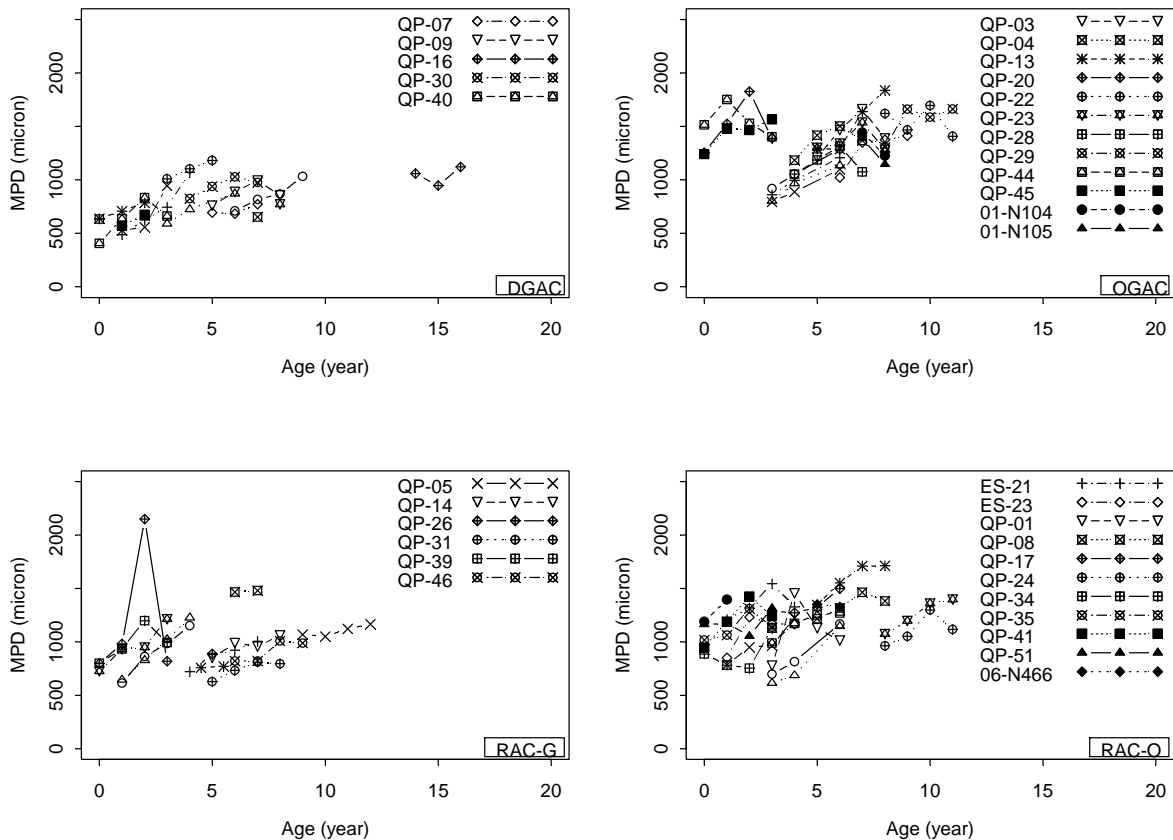 QP-07
QP-09
QP-16
QP-30
QP-40
DGAC
MPD (micron)
0 500 1000 2000
0 5 10 15 20
Age (year)
QP-03
QP-04
QP-13
QP-20
QP-22
QP-23
QP-28
QP-29
QP-44
QP-45
01-N104
01-N105
OGAC
MPD (micron)
0 500 1000 2000
0 5 10 15 20
Age (year)
QP-05
QP-14
QP-26
QP-31
QP-39
QP-46
RAC-G
MPD (micron)
0 500 1000 2000
0 5 10 15 20
Age (year)
ES-21
ES-23
QP-01
QP-08
QP-17
QP-24
QP-34
QP-35
QP-41
QP-51
06-N466
RAC-O
MPD (micron)
0 500 1000 2000
0 5 10 15 20
Age (year)